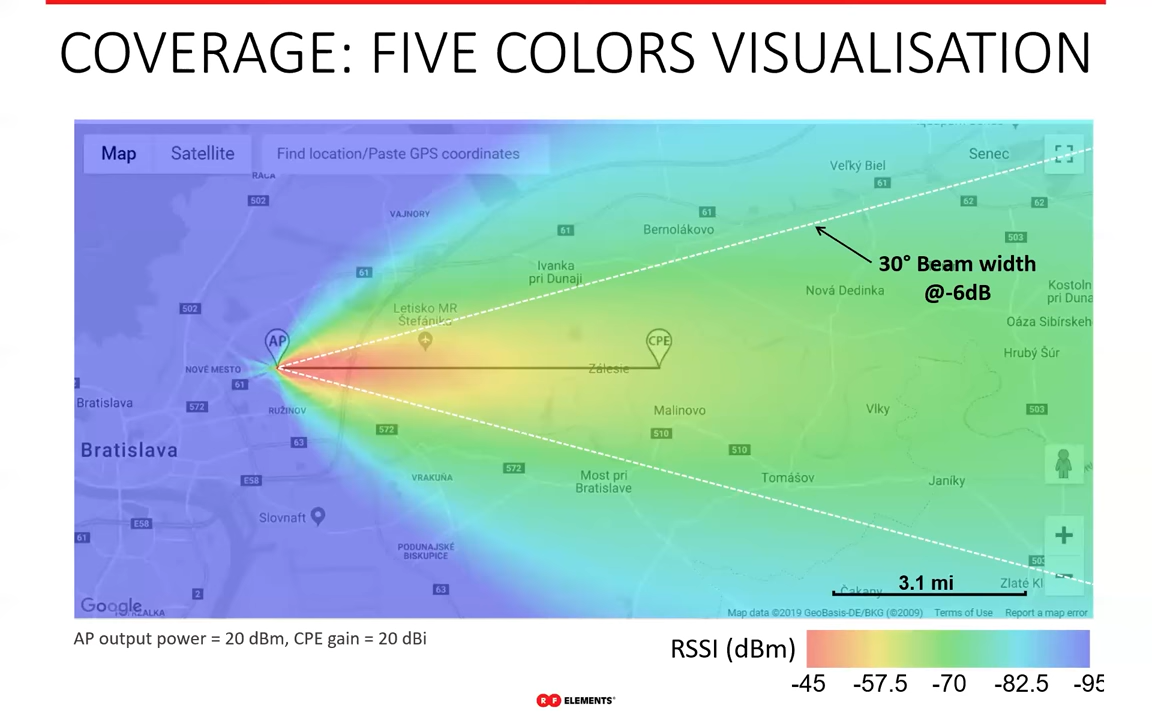 COVERAGE: FIVE COLORS VISUALISATION
Map
Satellite
Find location/Paste GPS coordinates
Senec
Veľký Biel
RAČA
61
502
62
62
VAJNORY
61
61
Bernolákovo
503
30° Beam width
@-6dB
Ivanka
pri Dunaji
61
Nová Dedinka
Kostoln
pri Duna
502
Letisko MR
Štefánika
Oáza Sibírskeh
AP
CPE
Hrubý Šúr
NOVÉ MESTO
Zálesie
61
Bratislava
572
RUŽINOV
Malinovo
Vlky
503
572
510
Bratislava
63
510
572
E58
VRAKUŇA
Most pri
Bratislave
Tomášov
Janíky
Slovnaft
E58
61
PODUNAJSKÉ
BISKUPICE
+
3.1 mi
Zlaté Kl
63
2
Čakany
Google
Map data ©2019 GeoBasis-DE/BKG (©2009)
Terms of Use
Report a map error
AP output power = 20 dBm, CPE gain = 20 dBi
RSSI (dBm)
-45
-57.5
-70
-82.5
-95
RF ELEMENTS